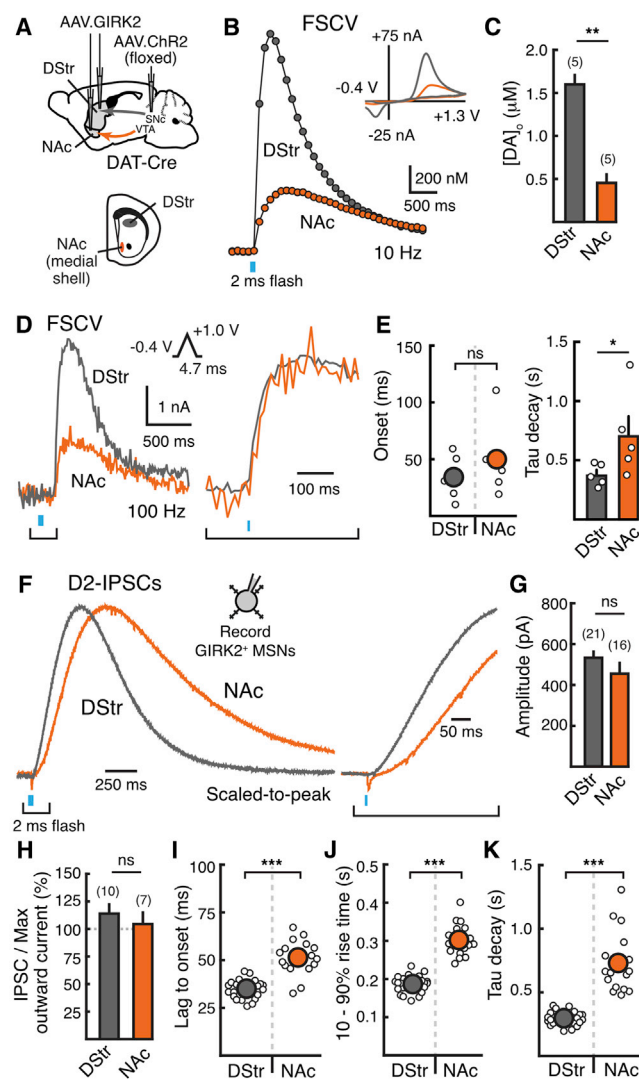 A
AAV.GIRK2
AAV.ChR2
(floxed)
DStr
SNc
VTA
NAc
DAT-Cre
DStr
NAc
(medial
shell)
B
FSCV
+75 nA
-0.4 V
+1.3 V
-25 nA
DStr
200 nM
500 ms
NAc
10 Hz
2 ms flash
C
**
2.0
1.5
1.0
0.5
[DA]o (µM)
(5)
(5)
DStr
NAc
D
FSCV
+1.0 V
-0.4 V
4.7 ms
DStr
1 nA
500 ms
NAc
100 Hz
100 ms
E
150
100
50
Onset (ms)
ns
DStr
NAc
1.5
1.0
0.5
Tau decay (s)
*
DStr
NAc
F
D2-IPSCs
Record
GIRK2+ MSNs
NAc
DStr
250 ms
Scaled-to-peak
50 ms
2 ms flash
G
ns
800
600
400
200
Amplitude (pA)
(21)
(16)
DStr
NAc
H
ns
150
100
50
IPSC / Max
outward current (%)
(10)
(7)
DStr
NAc
I
***
100
75
50
25
Lag to onset (ms)
DStr
NAc
J
***
0.5
0.4
0.3
0.2
0.1
10 - 90% rise time (s)
DStr
NAc
K
***
1.5
1.0
0.5
Tau decay (s)
DStr
NAc